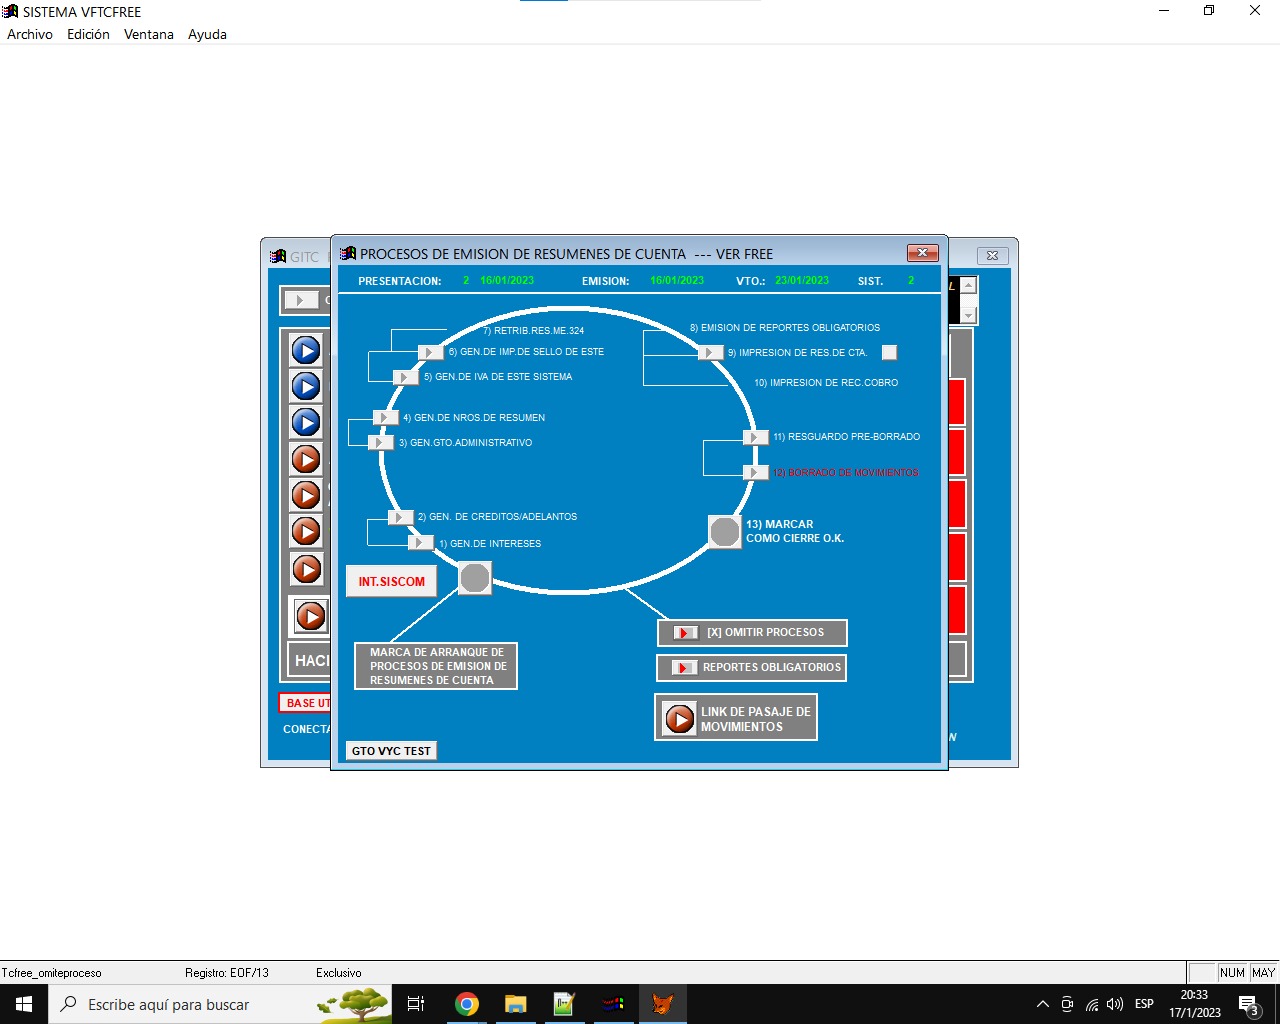 SISTEMA VFTCFREE
Archivo Edición Ventana Ayuda
GITC
PROCESOS DE EMISION DE RESUMENES DE CUENTA --- VER FREE
PRESENTACION: 2 16/01/2023 EMISION: 16/01/2023 VTO.: 23/01/2023 SIST. 2
7) RETRIB.RES.ME.324
6) GEN.DE IMP.DE SELLO DE ESTE
5) GEN.DE IVA DE ESTE SISTEMA
4) GEN.DE NROS.DE RESUMEN
3) GEN.GTO.ADMINISTRATIVO
2) GEN. DE CREDITOS/ADELANTOS
1) GEN.DE INTERESES
8) EMISION DE REPORTES OBLIGATORIOS
9) IMPRESION DE RES.DE CTA.
10) IMPRESION DE REC.COBRO
11) RESGUARDO PRE-BORRADO
12) BORRADO DE MOVIMIENTOS
13) MARCAR
COMO CIERRE O.K.
INT.SISCOM
MARCA DE ARRANQUE DE
PROCESOS DE EMISION DE
RESUMENES DE CUENTA
[X] OMITIR PROCESOS
REPORTES OBLIGATORIOS
LINK DE PASAJE DE
MOVIMIENTOS
GTO VYC TEST
HACI
BASE UT
CONECTA
Tcfree_omiteproceso Registro: EOF/13 Exclusivo NUM MAY
Escribe aquí para buscar
ESP
20:33
17/1/2023
3